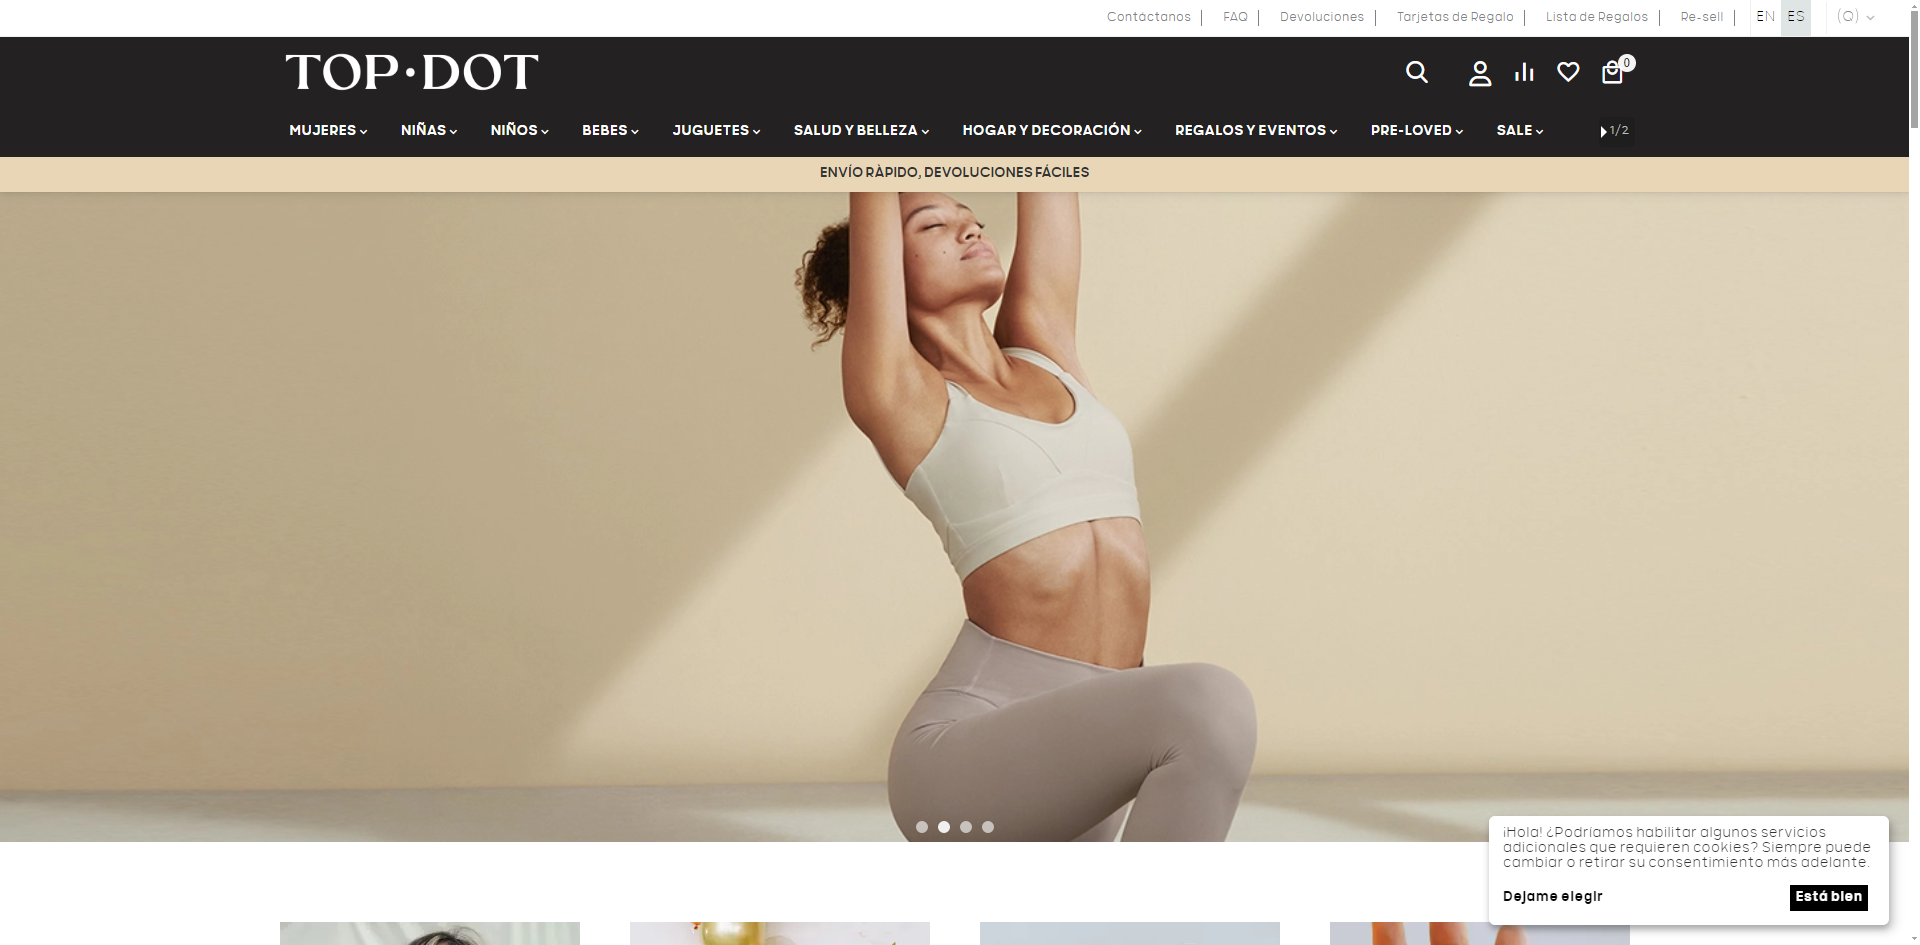 Contáctanos FAQ Devoluciones Tarjetas de Regalo Lista de Regalos Re-sell EN ES (Q)
TOP·DOT
0
MUJERES NIÑAS NIÑOS BEBES JUGUETES SALUD Y BELLEZA HOGAR Y DECORACIÓN REGALOS Y EVENTOS PRE-LOVED SALE 1/2
ENVÍO RÀPIDO, DEVOLUCIONES FÁCILES
¡Hola! ¿Podríamos habilitar algunos servicios
adicionales que requieren cookies? Siempre puede
cambiar o retirar su consentimiento más adelante.
Dejame elegir Está bien